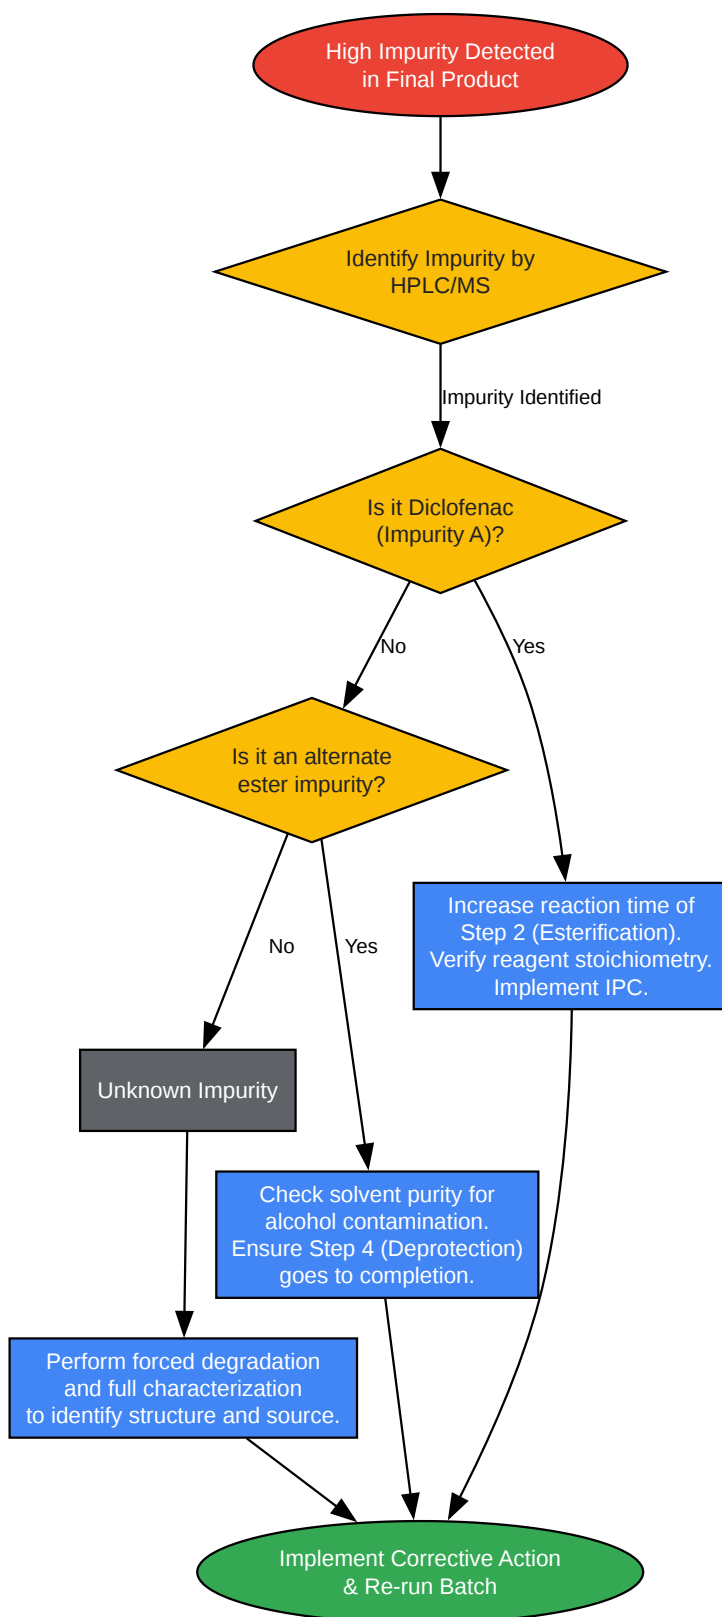 High Impurity Detected
in Final Product
Identify Impurity by
HPLC/MS
Impurity Identified
Is it Diclofenac
(Impurity A)?
No
Yes
Is it an alternate
ester impurity?
Increase reaction time of
Step 2 (Esterification).
Verify reagent stoichiometry.
Implement IPC.
No
Yes
Unknown Impurity
Check solvent purity for
alcohol contamination.
Ensure Step 4 (Deprotection)
goes to completion.
Perform forced degradation
and full characterization
to identify structure and source.
Implement Corrective Action
& Re-run Batch